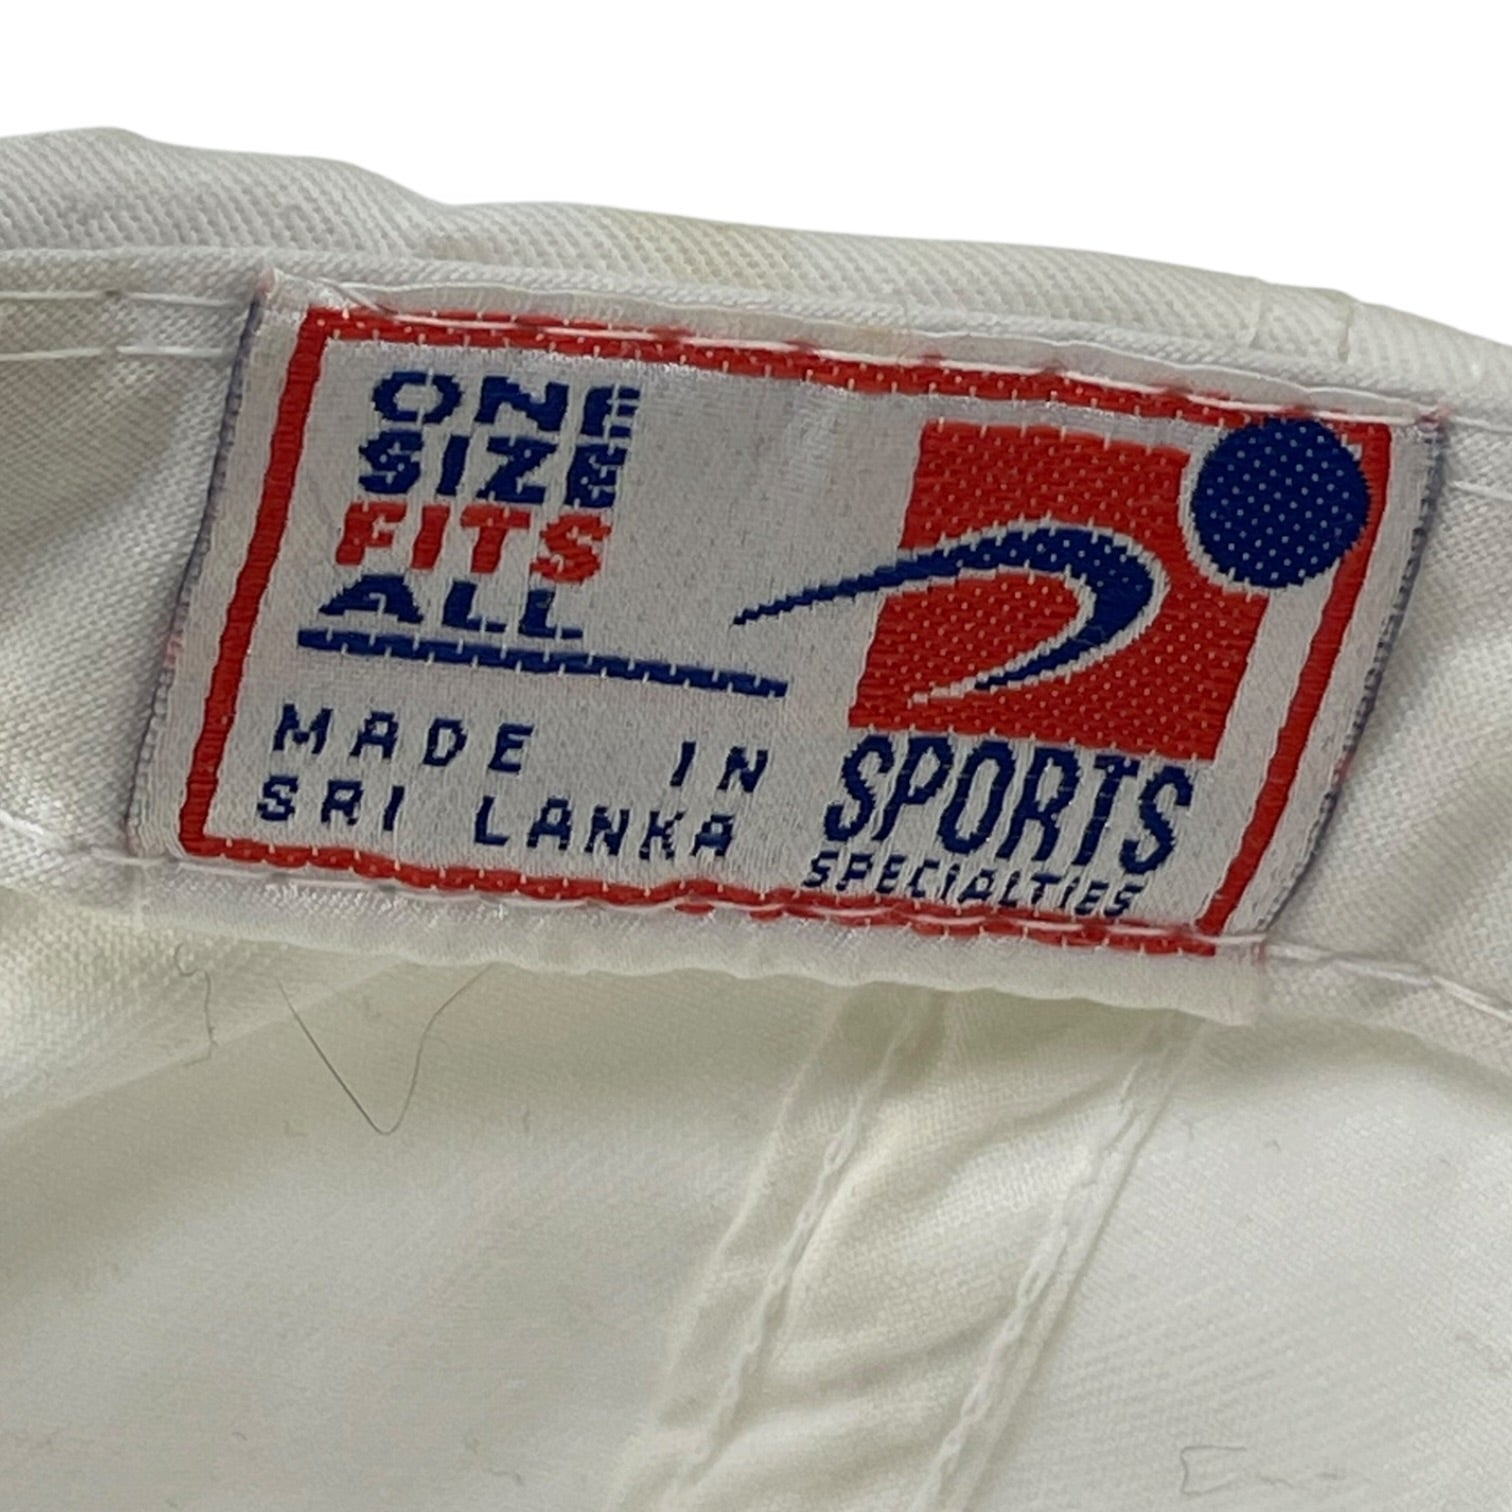 ONE
SIZE
FITS
ALL
MADE IN
SRI LANKA
SPORTS
SPECIALTIES